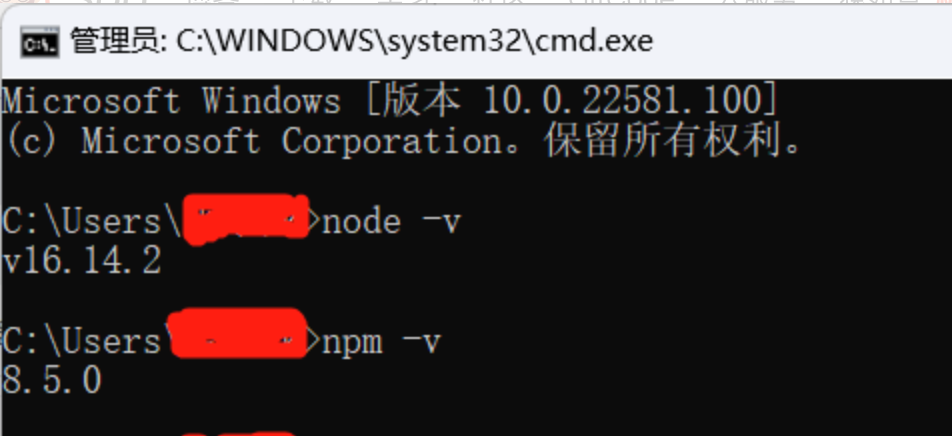 管理员: C:\WINDOWS\system32\cmd.exe
Microsoft Windows [版本 10.0.22581.100]
(c) Microsoft Corporation。保留所有权利。
C:\Users\
>node -v
v16.14.2
C:\Users\
>npm -v
8.5.0